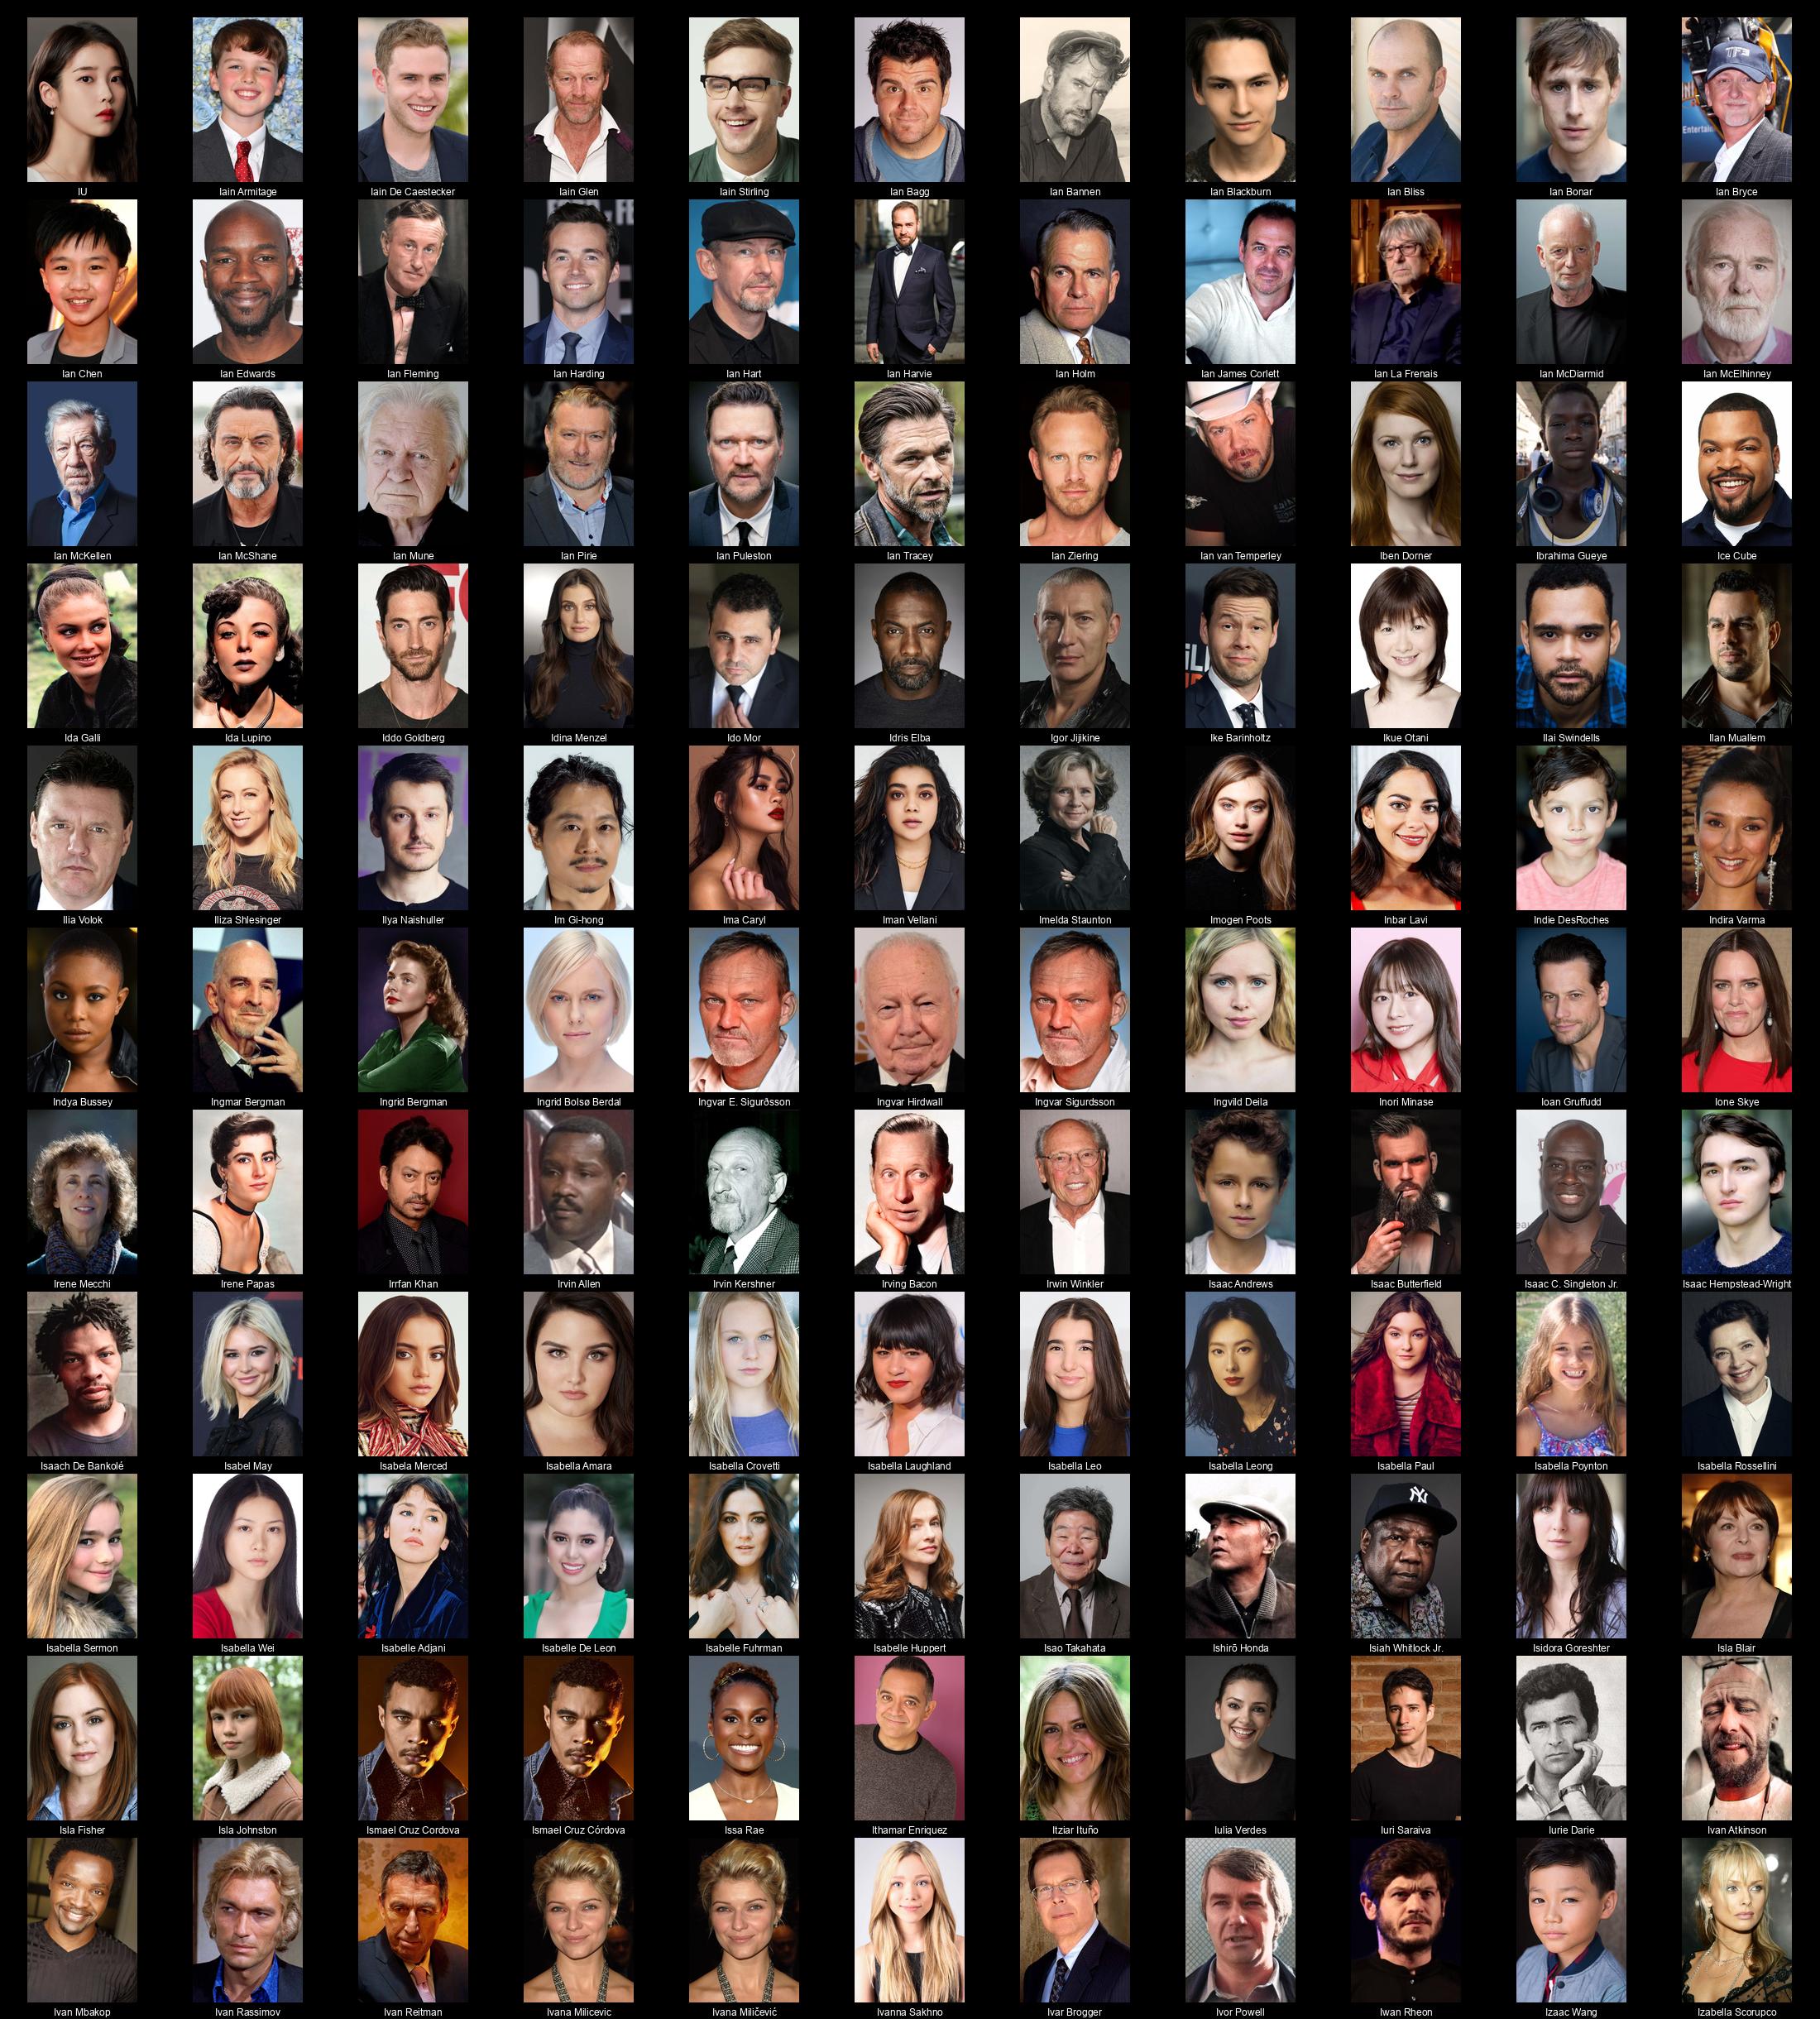 IU Iain Armitage Iain De Caestecker Iain Glen Iain Stirling Ian Bagg Ian Bannen Ian Blackburn Ian Bliss Ian Bonar Ian Bryce
Ian Chen Ian Edwards Ian Fleming Ian Harding Ian Hart Ian Harvie Ian Holm Ian James Corlett Ian La Frenais Ian McDiarmid Ian McElhinney
Ian McKellen Ian McShane Ian Mune Ian Pirie Ian Puleston Ian Tracey Ian Ziering Ian van Temperley Iben Dorner Ibrahima Gueye Ice Cube
Ida Galli Ida Lupino Iddo Goldberg Idina Menzel Ido Mor Idris Elba Igor Jijikine Ike Barinholtz Ikue Otani Ilai Swindells Ilan Muallem
Ilia Volok Iliza Shlesinger Ilya Naishuller Im Gi-hong Ima Caryl Iman Vellani Imelda Staunton Imogen Poots Inbar Lavi Indie DesRoches Indira Varma
Indya Bussey Ingmar Bergman Ingrid Bergman Ingrid Bolsø Berdal Ingvar E. Sigurðsson Ingvar Hirdwall Ingvar Sigurdsson Ingvild Deila Inori Minase Ioan Gruffudd Ione Skye
Irene Mecchi Irene Papas Irrfan Khan Irvin Allen Irvin Kershner Irving Bacon Irwin Winkler Isaac Andrews Isaac Butterfield Isaac C. Singleton Jr. Isaac Hempstead-Wright
Isaach De Bankolé Isabel May Isabela Merced Isabella Amara Isabella Crovetti Isabella Laughland Isabella Leo Isabella Leong Isabella Paul Isabella Poynton Isabella Rossellini
Isabella Sermon Isabella Wei Isabelle Adjani Isabelle De Leon Isabelle Fuhrman Isabelle Huppert Isao Takahata Ishirō Honda Isiah Whitlock Jr. Isidora Goreshter Isla Blair
Isla Fisher Isla Johnston Ismael Cruz Cordova Ismael Cruz Córdova Issa Rae Ithamar Enriquez Itziar Ituño Iulia Verdes Iuri Saraiva Iurie Darie Ivan Atkinson
Ivan Mbakop Ivan Rassimov Ivan Reitman Ivana Milicevic Ivana Miličević Ivanna Sakhno Ivar Brogger Ivor Powell Iwan Rheon Izaac Wang Izabella Scorupco